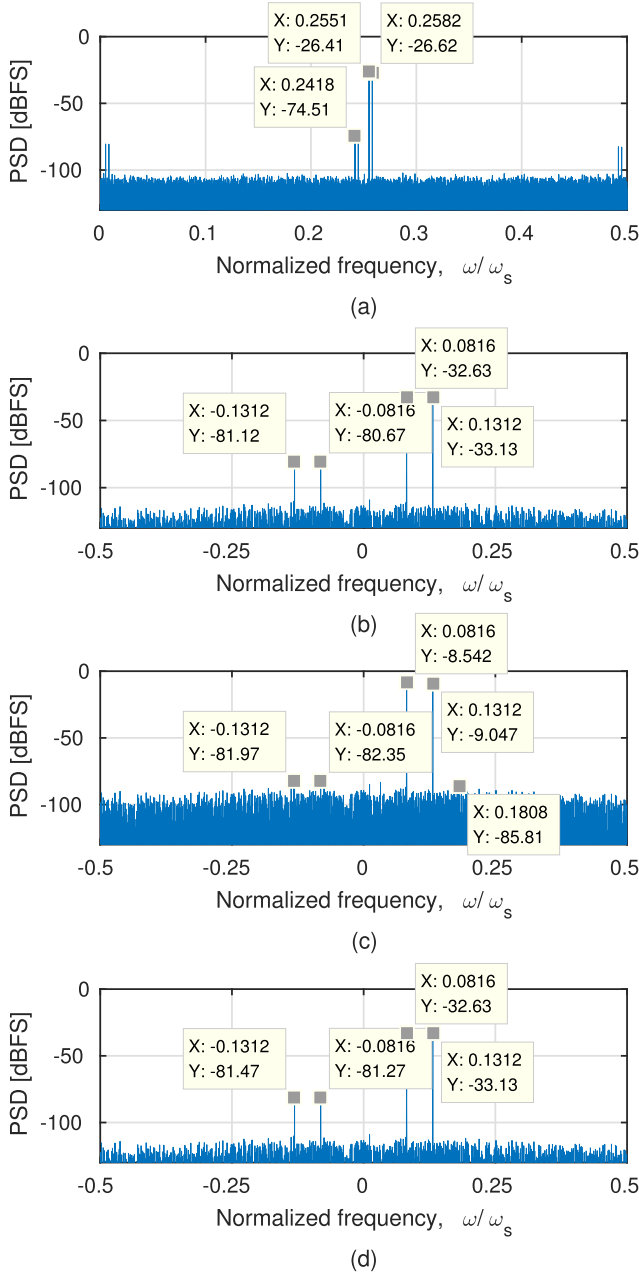 X: 0.2551
Y: -26.41
X: 0.2582
Y: -26.62
X: 0.2418
Y: -74.51
PSD [dBFS]
0
-50
-100
0 0.1 0.2 0.3 0.4 0.5
Normalized frequency, ω/ ωs
(a)
X: 0.0816
Y: -32.63
X: -0.1312
Y: -81.12
X: -0.0816
Y: -80.67
X: 0.1312
Y: -33.13
PSD [dBFS]
0
-50
-100
-0.5 -0.25 0 0.25 0.5
Normalized frequency, ω/ ωs
(b)
X: 0.0816
Y: -8.542
X: -0.1312
Y: -81.97
X: -0.0816
Y: -82.35
X: 0.1312
Y: -9.047
X: 0.1808
Y: -85.81
PSD [dBFS]
0
-50
-100
-0.5 -0.25 0 0.25 0.5
Normalized frequency, ω/ ωs
(c)
X: 0.0816
Y: -32.63
X: -0.1312
Y: -81.47
X: -0.0816
Y: -81.27
X: 0.1312
Y: -33.13
PSD [dBFS]
0
-50
-100
-0.5 -0.25 0 0.25 0.5
Normalized frequency, ω/ ωs
(d)